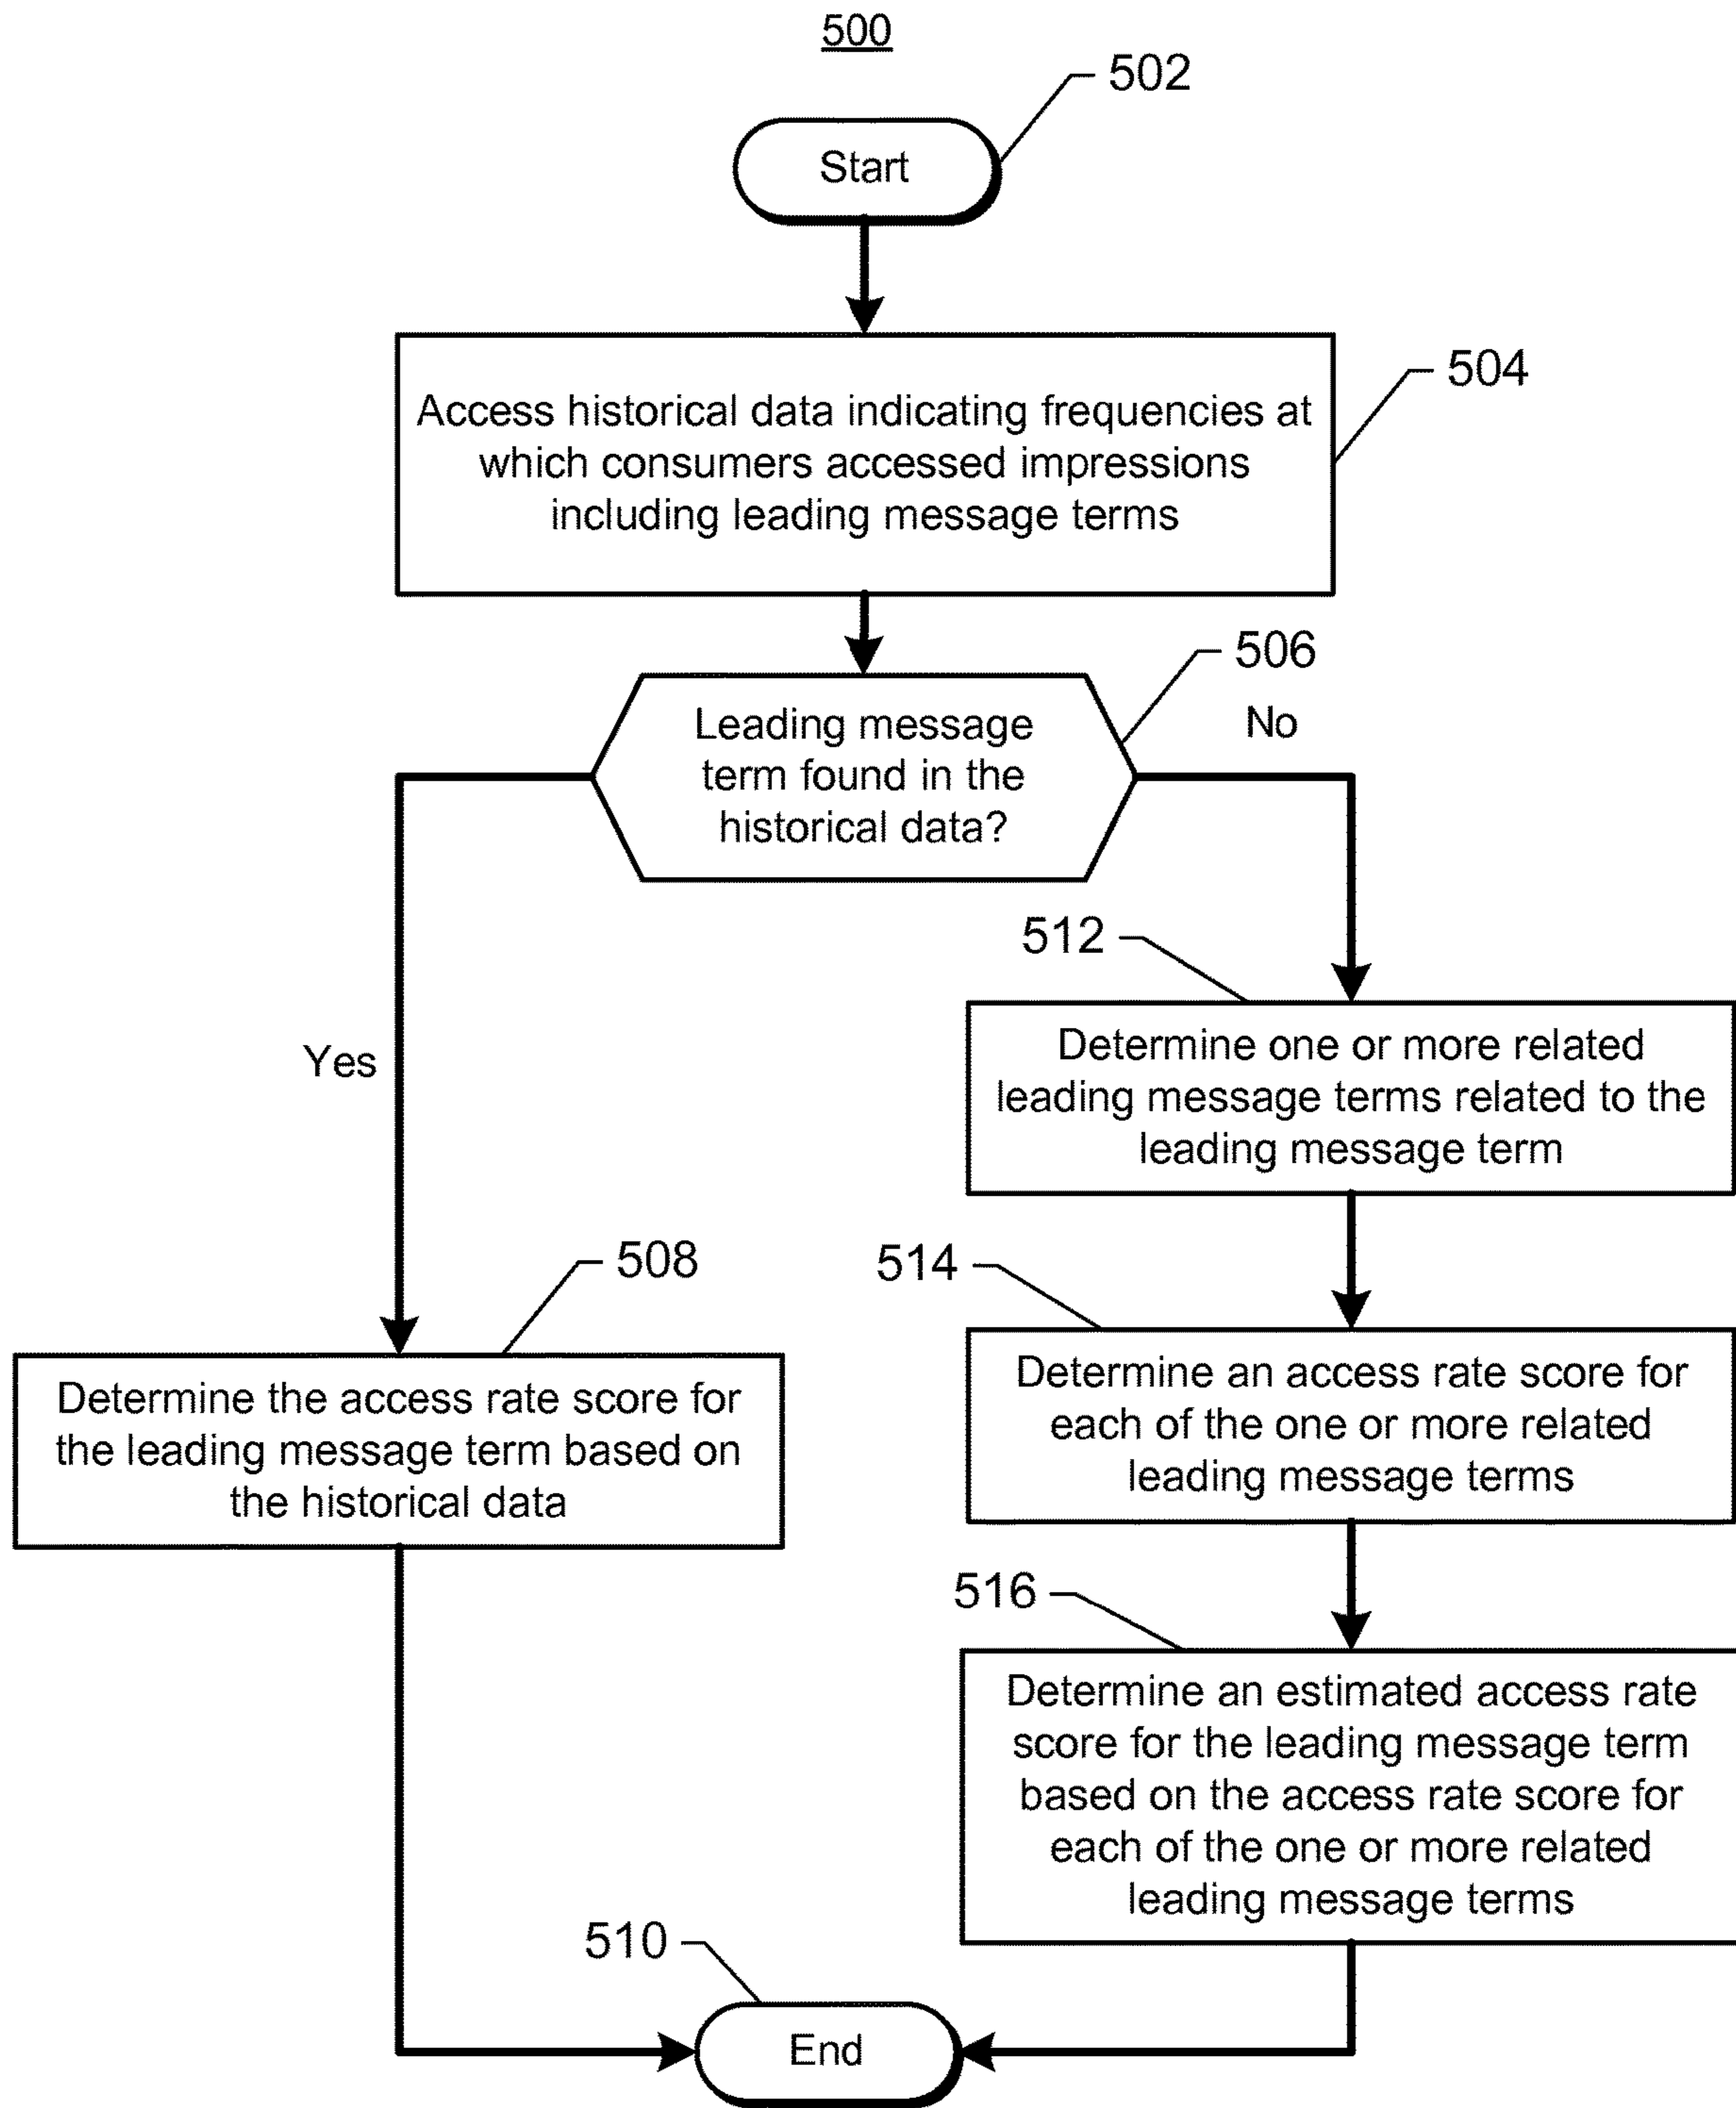 500
502
Start
504
Access historical data indicating frequencies at
which consumers accessed impressions
including leading message terms
506
Leading message
term found in the
historical data?
No
Yes
512
Determine one or more related
leading message terms related to the
leading message term
508
Determine the access rate score for
the leading message term based on
the historical data
514
Determine an access rate score for
each of the one or more related
leading message terms
516
Determine an estimated access rate
score for the leading message term
based on the access rate score for
each of the one or more related
leading message terms
510
End